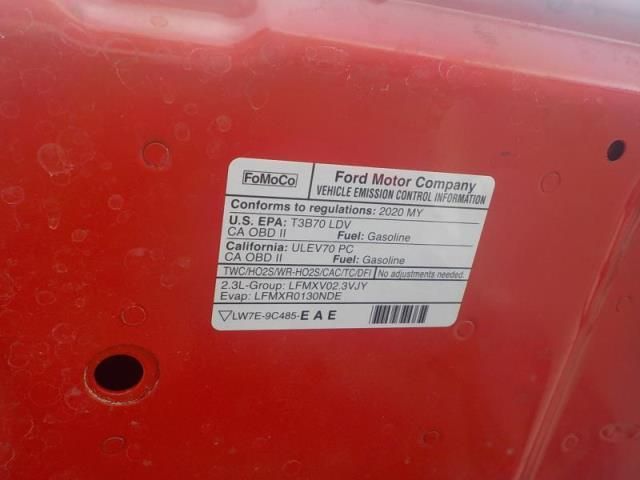 FoMoCo
Ford Motor Company
VEHICLE EMISSION CONTROL INFORMATION
Conforms to regulations: 2020 MY
U.S. EPA: T3B70 LDV
CA OBD II Fuel: Gasoline
California: ULEV70 PC
CA OBD II Fuel: Gasoline
TWC/HO2S/WR-HO2S/CAC/TC/DFI No adjustments needed.
2.3L-Group: LFMXV02.3VJY
Evap: LFMXR0130NDE
LW7E-9C485-EAE